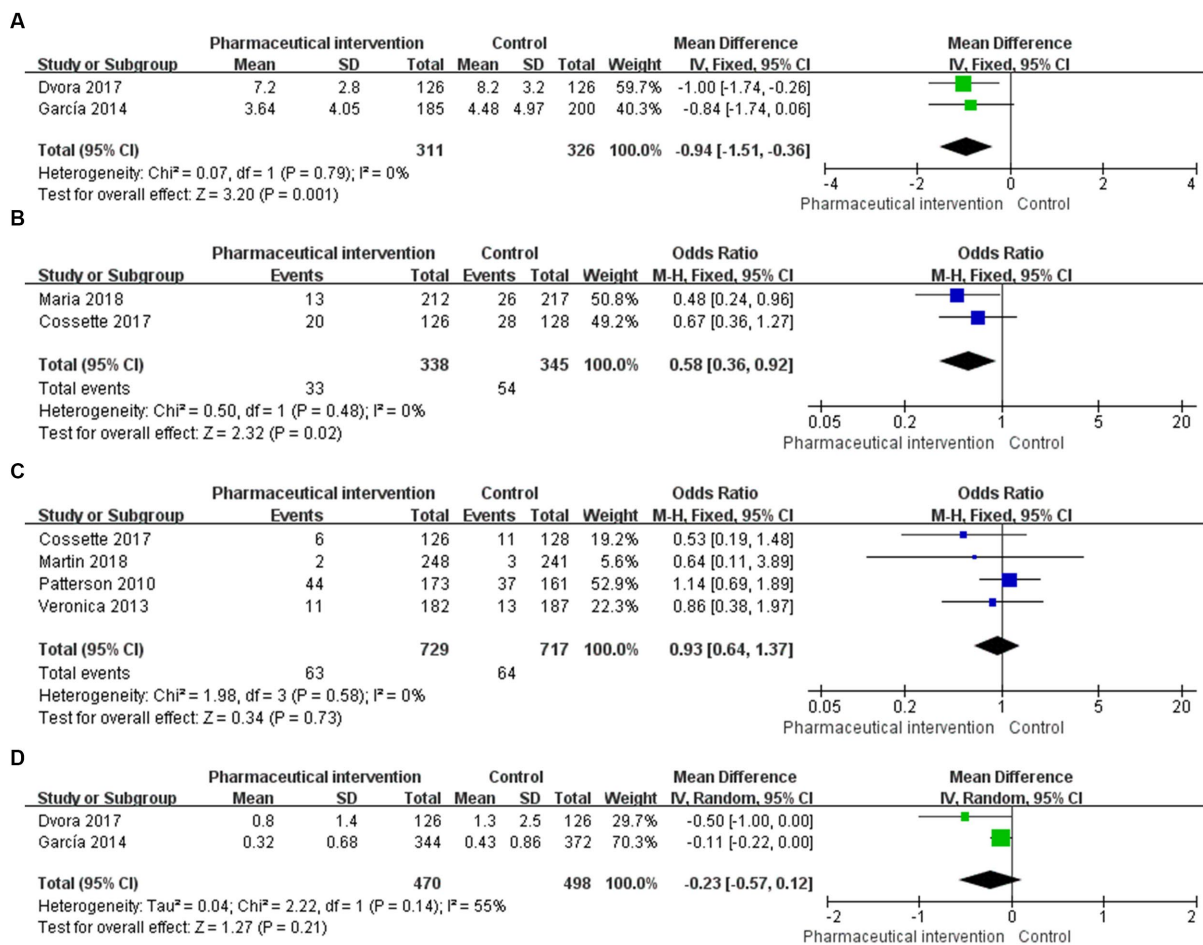 A
Pharmaceutical intervention Control Mean Difference Mean Difference
Study or Subgroup Mean SD Total Mean SD Total Weight IV, Fixed, 95% CI IV, Fixed, 95% CI
Dvora 2017 7.2 2.8 126 8.2 3.2 126 59.7% -1.00 [-1.74, -0.26]
García 2014 3.64 4.05 185 4.48 4.97 200 40.3% -0.84 [-1.74, 0.06]
Total (95% CI) 311 326 100.0% -0.94 [-1.51, -0.36]
Heterogeneity: Chi² = 0.07, df = 1 (P = 0.79); I² = 0%
Test for overall effect: Z = 3.20 (P = 0.001)
-4 -2 0 2 4
Pharmaceutical intervention Control
B
Pharmaceutical intervention Control Odds Ratio Odds Ratio
Study or Subgroup Events Total Events Total Weight M-H, Fixed, 95% CI M-H, Fixed, 95% CI
Maria 2018 13 212 26 217 50.8% 0.48 [0.24, 0.96]
Cossette 2017 20 126 28 128 49.2% 0.67 [0.36, 1.27]
Total (95% CI) 338 345 100.0% 0.58 [0.36, 0.92]
Total events 33 54
Heterogeneity: Chi² = 0.50, df = 1 (P = 0.48); I² = 0%
Test for overall effect: Z = 2.32 (P = 0.02)
0.05 0.2 1 5 20
Pharmaceutical intervention Control
C
Pharmaceutical intervention Control Odds Ratio Odds Ratio
Study or Subgroup Events Total Events Total Weight M-H, Fixed, 95% CI M-H, Fixed, 95% CI
Cossette 2017 6 126 11 128 19.2% 0.53 [0.19, 1.48]
Martin 2018 2 248 3 241 5.6% 0.64 [0.11, 3.89]
Patterson 2010 44 173 37 161 52.9% 1.14 [0.69, 1.89]
Veronica 2013 11 182 13 187 22.3% 0.86 [0.38, 1.97]
Total (95% CI) 729 717 100.0% 0.93 [0.64, 1.37]
Total events 63 64
Heterogeneity: Chi² = 1.98, df = 3 (P = 0.58); I² = 0%
Test for overall effect: Z = 0.34 (P = 0.73)
0.05 0.2 1 5 20
Pharmaceutical intervention Control
D
Pharmaceutical intervention Control Mean Difference Mean Difference
Study or Subgroup Mean SD Total Mean SD Total Weight IV, Random, 95% CI IV, Random, 95% CI
Dvora 2017 0.8 1.4 126 1.3 2.5 126 29.7% -0.50 [-1.00, 0.00]
García 2014 0.32 0.68 344 0.43 0.86 372 70.3% -0.11 [-0.22, 0.00]
Total (95% CI) 470 498 100.0% -0.23 [-0.57, 0.12]
Heterogeneity: Tau² = 0.04; Chi² = 2.22, df = 1 (P = 0.14); I² = 55%
Test for overall effect: Z = 1.27 (P = 0.21)
-2 -1 0 1 2
Pharmaceutical intervention Control